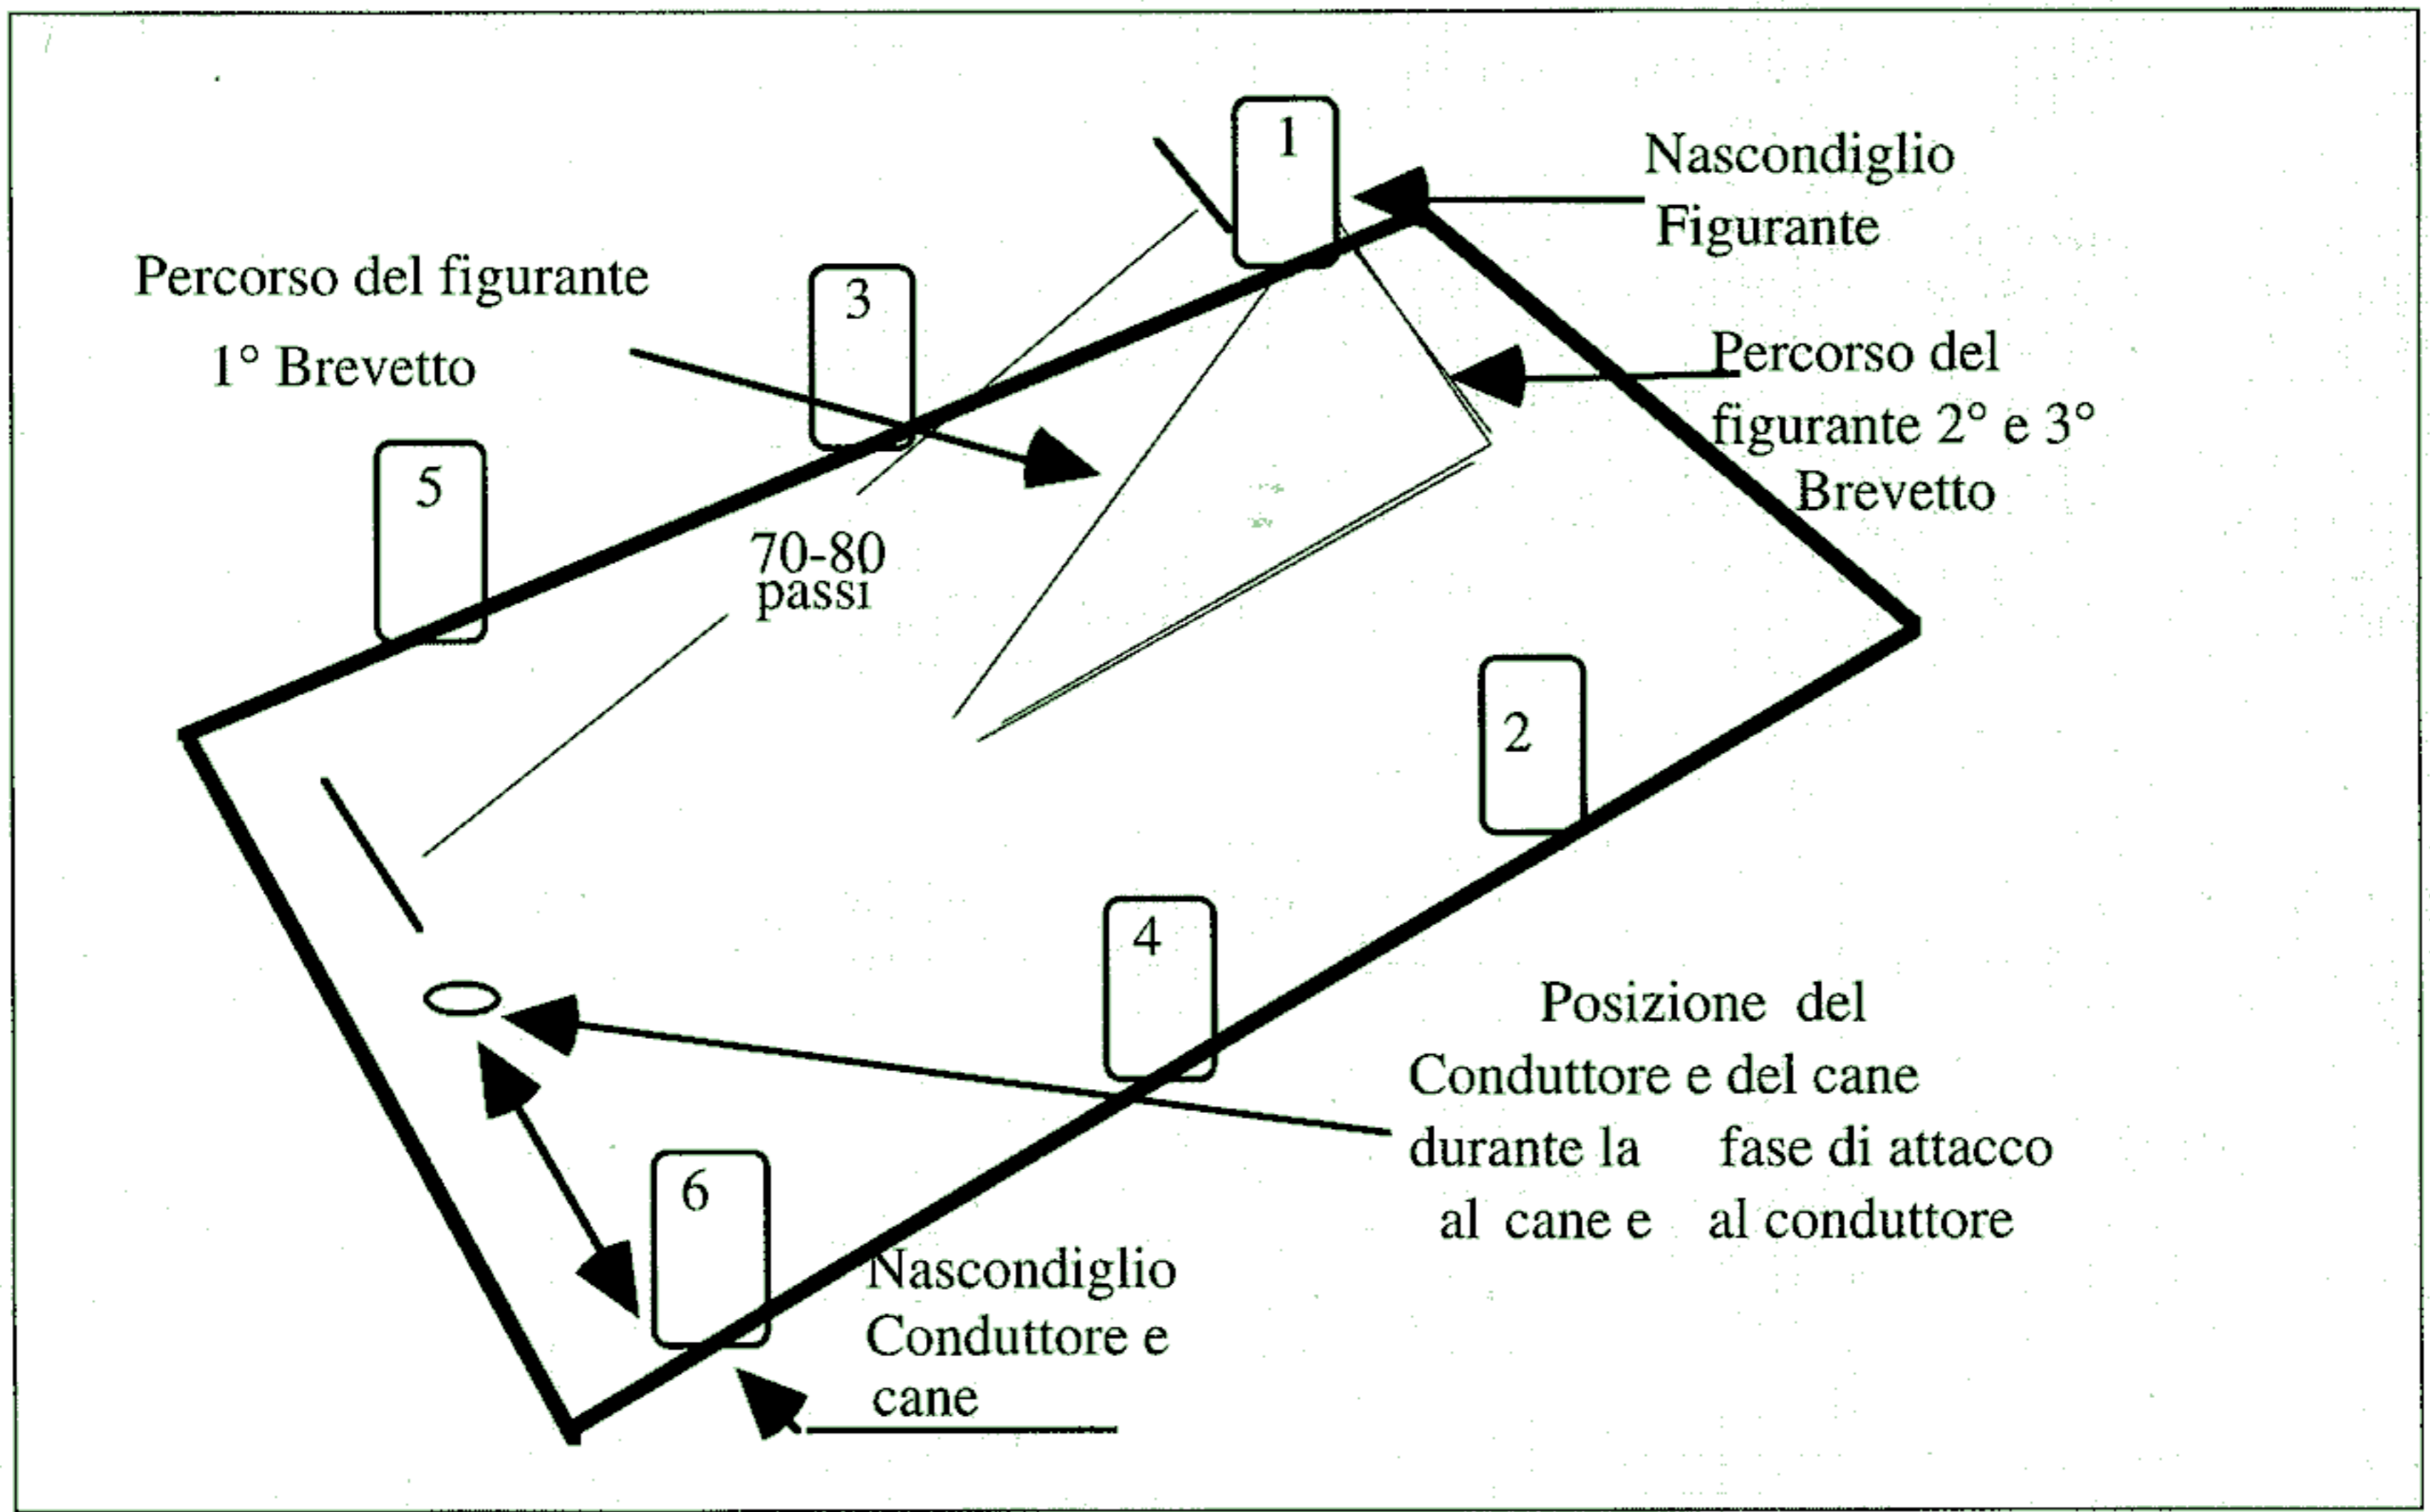 1
Nascondiglio
Figurante
Percorso del figurante
1° Brevetto
3
Percorso del
figurante 2° e 3°
Brevetto
5
70-80
passi
2
4
Posizione del
Conduttore e del cane
durante la fase di attacco
al cane e al conduttore
6
Nascondiglio
Conduttore e
cane